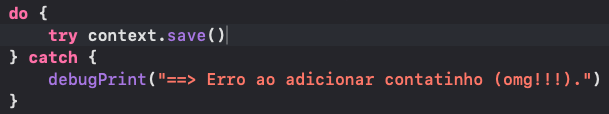 do {
    try context.save()
} catch {
    debugPrint("==> Erro ao adicionar contatinho (omg!!!).")
}